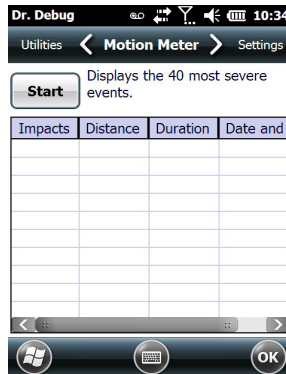 Dr. Debug 10:34
Utilities Motion Meter Settings
Start
Displays the 40 most severe
events.
Impacts Distance Duration Date and
OK